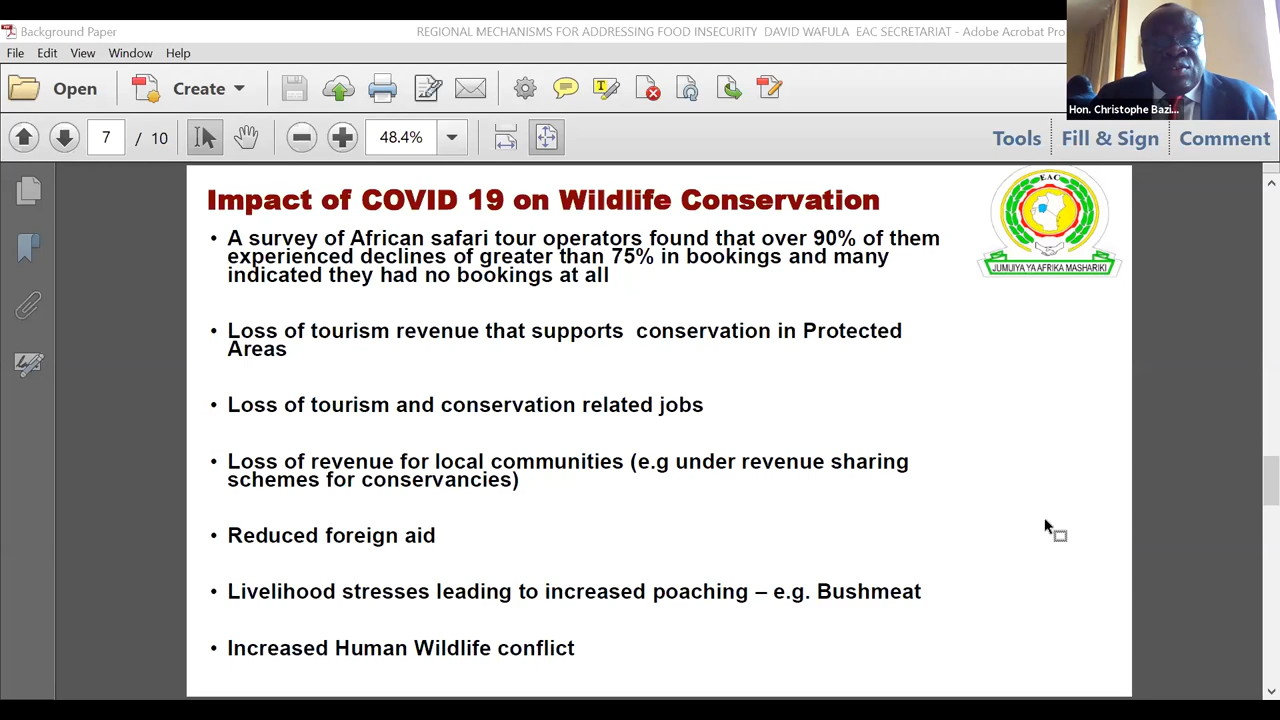 Background Paper
REGIONAL MECHANISMS FOR ADDRESSING FOOD INSECURITY DAVID WAFULA EAC SECRETARIAT - Adobe Acrobat Pro
File Edit View Window Help
Open
Create
7 / 10
48.4%
Tools
Fill & Sign
Comment
Hon. Christophe Bazi...
Impact of COVID 19 on Wildlife Conservation
EAC
JUMUIYA YA AFRIKA MASHARIKI
• A survey of African safari tour operators found that over 90% of them
experienced declines of greater than 75% in bookings and many
indicated they had no bookings at all
• Loss of tourism revenue that supports conservation in Protected
Areas
• Loss of tourism and conservation related jobs
• Loss of revenue for local communities (e.g under revenue sharing
schemes for conservancies)
• Reduced foreign aid
• Livelihood stresses leading to increased poaching – e.g. Bushmeat
• Increased Human Wildlife conflict